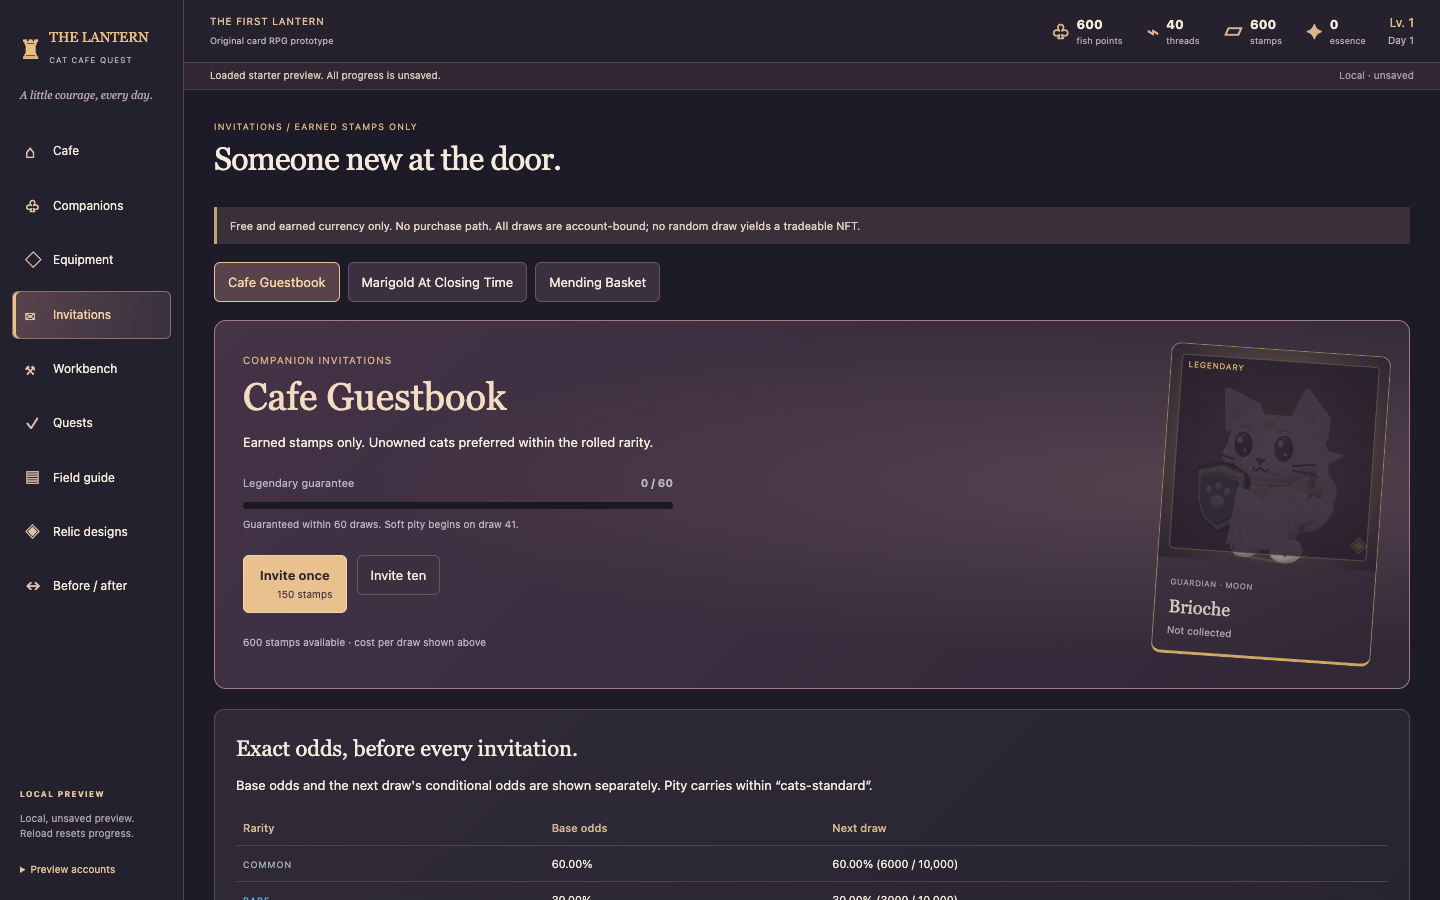 THE LANTERN
CAT CAFE QUEST
A little courage, every day.
Cafe
Companions
Equipment
Invitations
Workbench
Quests
Field guide
Relic designs
Before / after
LOCAL PREVIEW
Local, unsaved preview.
Reload resets progress.
Preview accounts
THE FIRST LANTERN
Original card RPG prototype
600
fish points
40
threads
600
stamps
0
essence
Lv. 1
Day 1
Loaded starter preview. All progress is unsaved.
Local · unsaved
INVITATIONS / EARNED STAMPS ONLY
Someone new at the door.
Free and earned currency only. No purchase path. All draws are account-bound; no random draw yields a tradeable NFT.
Cafe Guestbook
Marigold At Closing Time
Mending Basket
COMPANION INVITATIONS
Cafe Guestbook
Earned stamps only. Unowned cats preferred within the rolled rarity.
Legendary guarantee
0 / 60
Guaranteed within 60 draws. Soft pity begins on draw 41.
Invite once
150 stamps
Invite ten
600 stamps available · cost per draw shown above
LEGENDARY
GUARDIAN · MOON
Brioche
Not collected
Exact odds, before every invitation.
Base odds and the next draw's conditional odds are shown separately. Pity carries within “cats-standard”.
Rarity Base odds Next draw
COMMON 60.00% 60.00% (6000 / 10,000)
RARE 30.00% 30.00% (3000 / 10,000)